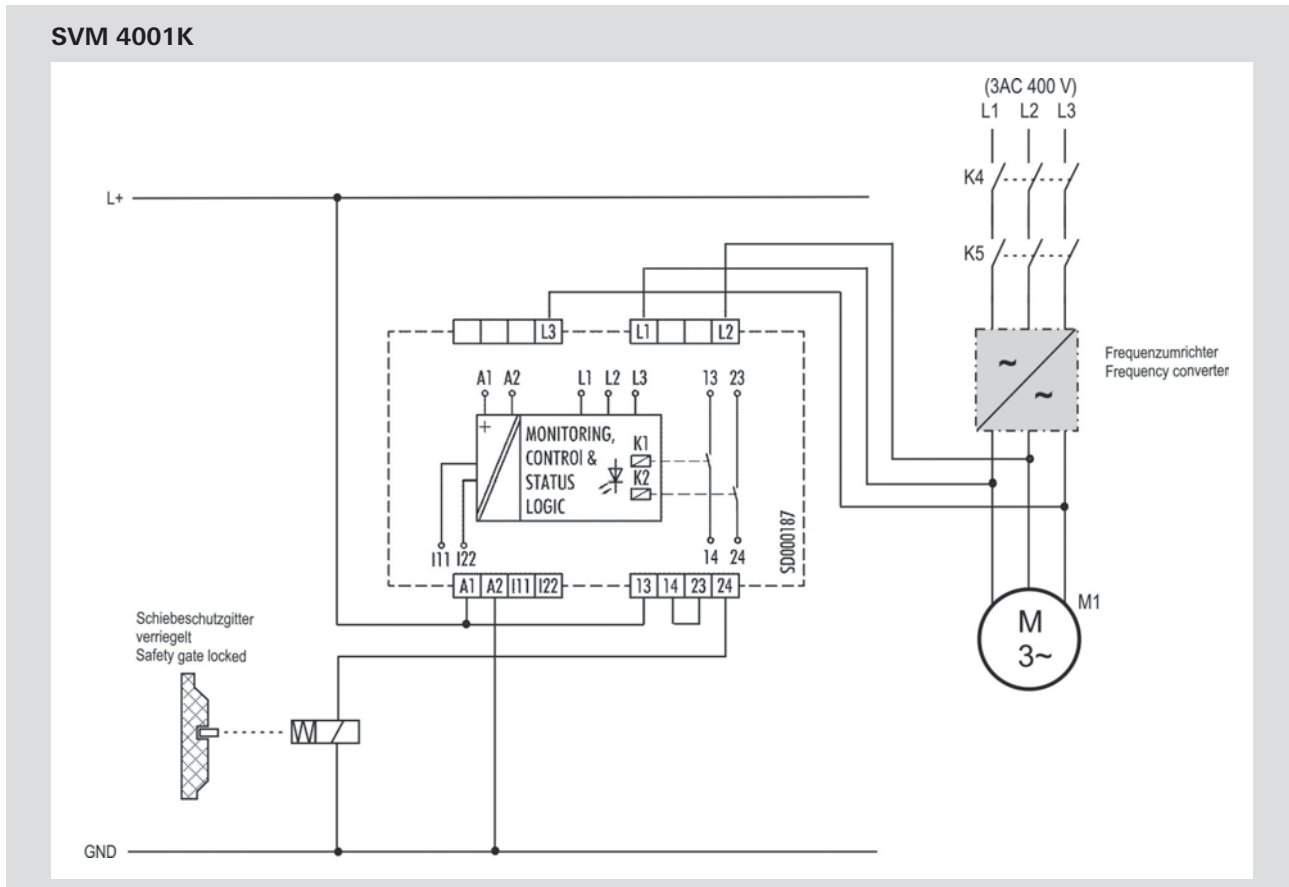 SVM 4001K
(3AC 400 V)
L1 L2 L3
K4
L+
K5
L3 L1 L2
~
~
Frequenzumrichter
Frequency converter
A1 A2 L1 L2 L3 13 23
+
MONITORING,
CONTROl &
STATUS
LOGIC
K1
K2
SD000187
I11 I22 14 24
A1 A2 I11 I22 13 14 23 24
Schiebeschutzgitter
verriegelt
Safety gate locked
M1
M
3~
GND